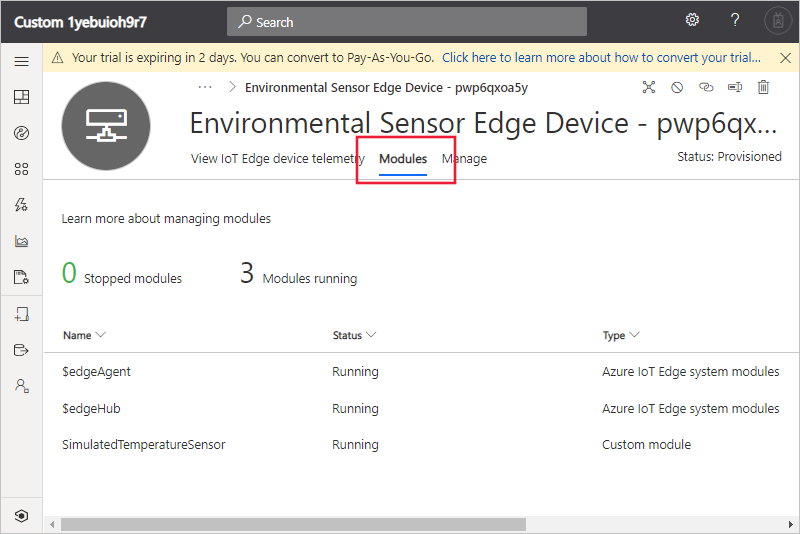 Custom 1yebuioh9r7
Search
?
Your trial is expiring in 2 days. You can convert to Pay-As-You-Go. Click here to learn more about how to convert your trial...
... > Environmental Sensor Edge Device - pwp6qxoa5y
Environmental Sensor Edge Device - pwp6qx...
View IoT Edge device telemetry Modules Manage
Status: Provisioned
Learn more about managing modules
0 Stopped modules 3 Modules running
Name Status Type
$edgeAgent Running Azure IoT Edge system modules
$edgeHub Running Azure IoT Edge system modules
SimulatedTemperatureSensor Running Custom module